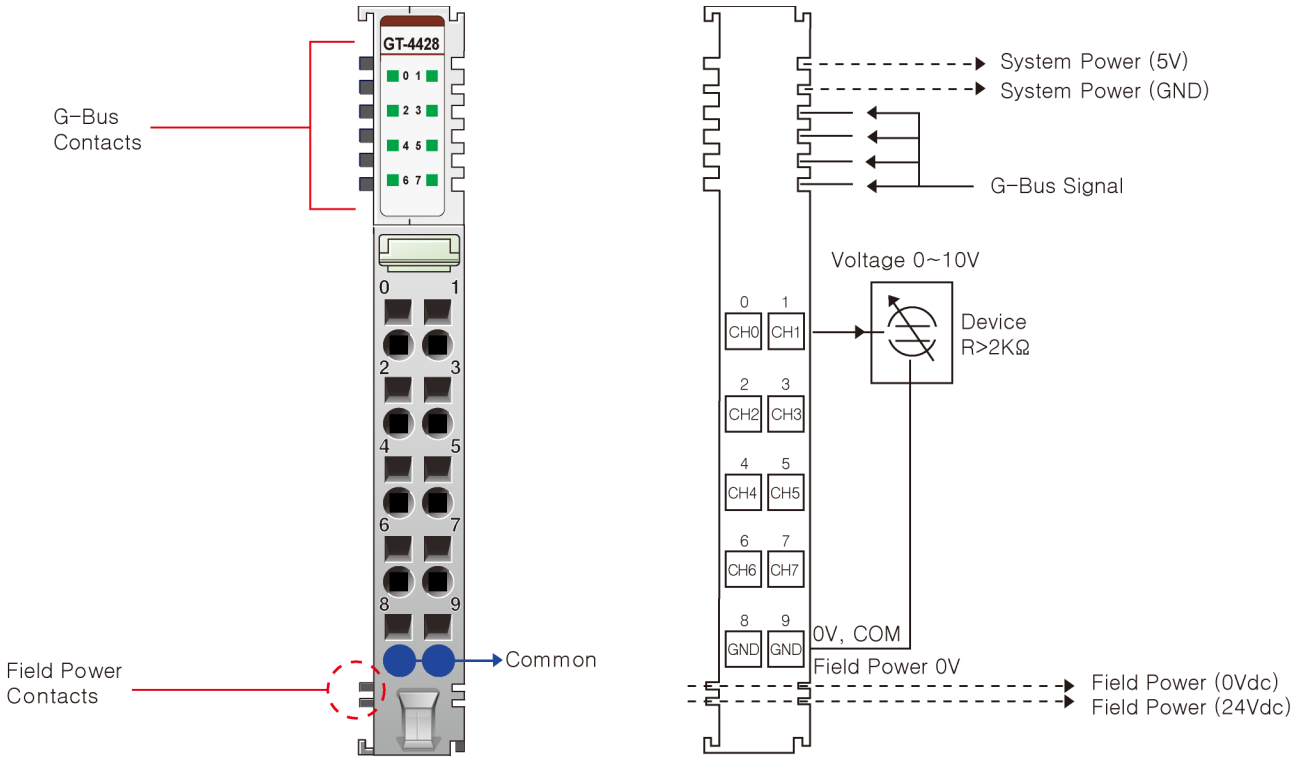 GT-4428
0 1
2 3
4 5
6 7
G-Bus
Contacts
0 1
2 3
4 5
6 7
8 9
Common
Field Power
Contacts
System Power (5V)
System Power (GND)
G-Bus Signal
Voltage 0~10V
Device
R>2KΩ
0 1
CH0 CH1
2 3
CH2 CH3
4 5
CH4 CH5
6 7
CH6 CH7
8 9
GND GND
0V, COM
Field Power 0V
Field Power (0Vdc)
Field Power (24Vdc)